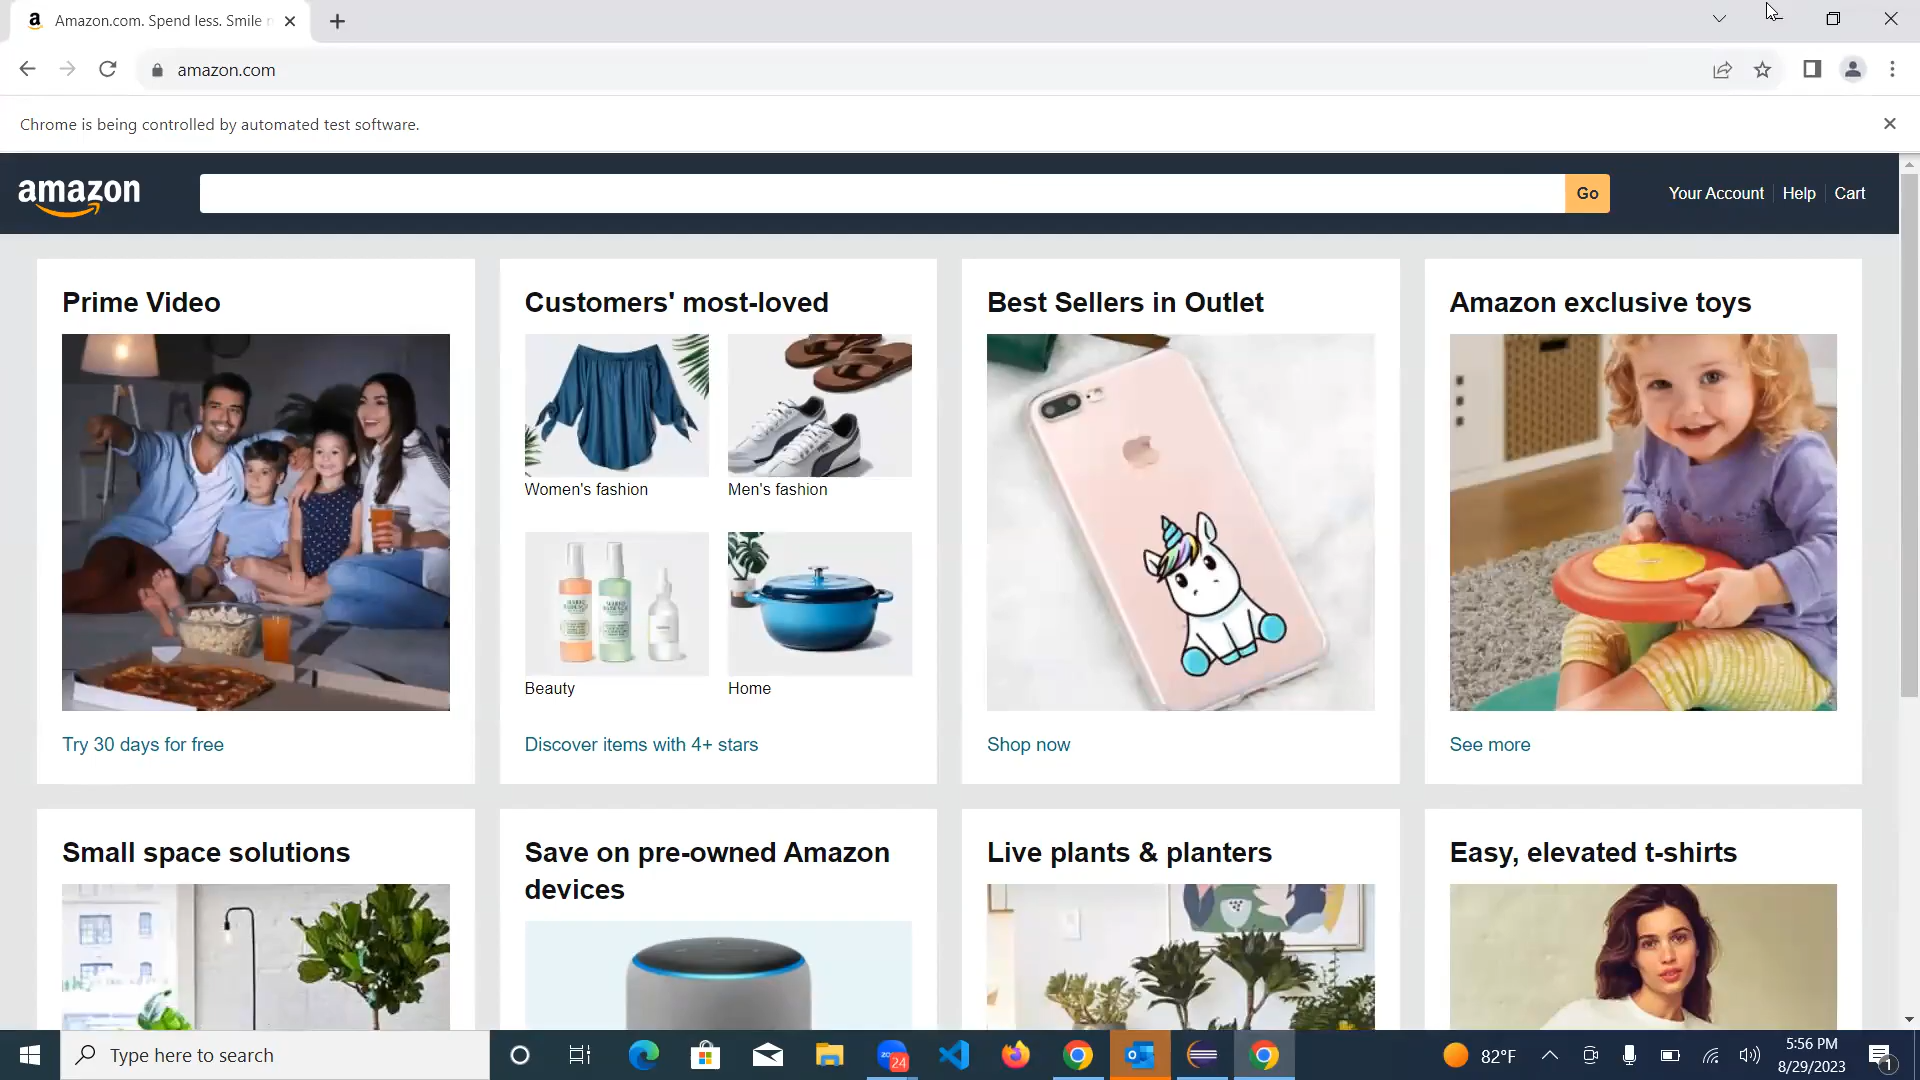 Amazon.com. Spend less. Smile
amazon.com
Chrome is being controlled by automated test software.
amazon
Go
Your Account
Help
Cart
Prime Video
Try 30 days for free
Customers' most-loved
Women's fashion
Men's fashion
Beauty
Home
Discover items with 4+ stars
Best Sellers in Outlet
Shop now
Amazon exclusive toys
See more
Small space solutions
Save on pre-owned Amazon
devices
Live plants & planters
Easy, elevated t-shirts
Type here to search
24
82°F
5:56 PM
8/29/2023
1